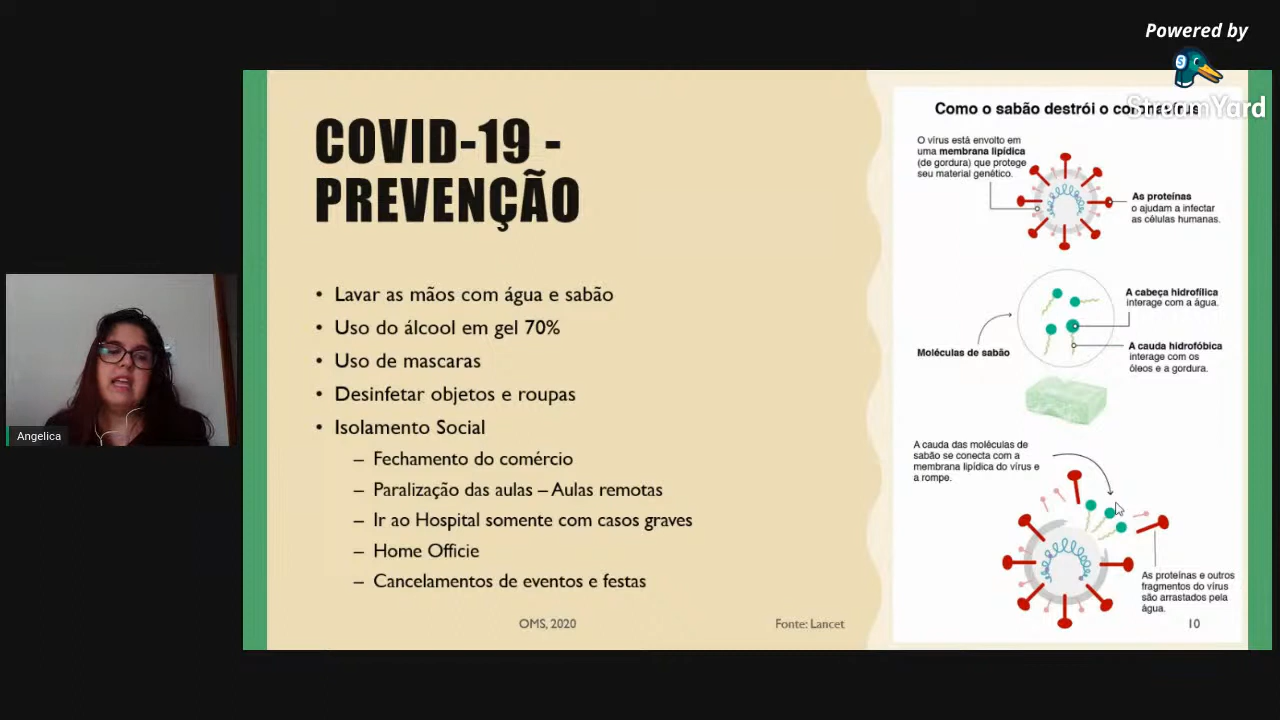 Powered by
StreamYard
COVID-19 -
PREVENÇÃO
• Lavar as mãos com água e sabão
• Uso do álcool em gel 70%
• Uso de mascaras
• Desinfetar objetos e roupas
• Isolamento Social
– Fechamento do comércio
– Paralização das aulas – Aulas remotas
– Ir ao Hospital somente com casos graves
– Home Officie
– Cancelamentos de eventos e festas
OMS, 2020
Fonte: Lancet
Como o sabão destrói o coronavírus
O vírus está envolto em
uma membrana lipídica
(de gordura) que protege
seu material genético.
As proteínas
o ajudam a infectar
as células humanas.
A cabeça hidrofílica
interage com a água.
Moléculas de sabão
A cauda hidrofóbica
interage com os
óleos e a gordura.
A cauda das moléculas de
sabão se conecta com a
membrana lipídica do vírus e
a rompe.
As proteínas e outros
fragmentos do vírus
são arrastados pela
água.
10
Angelica